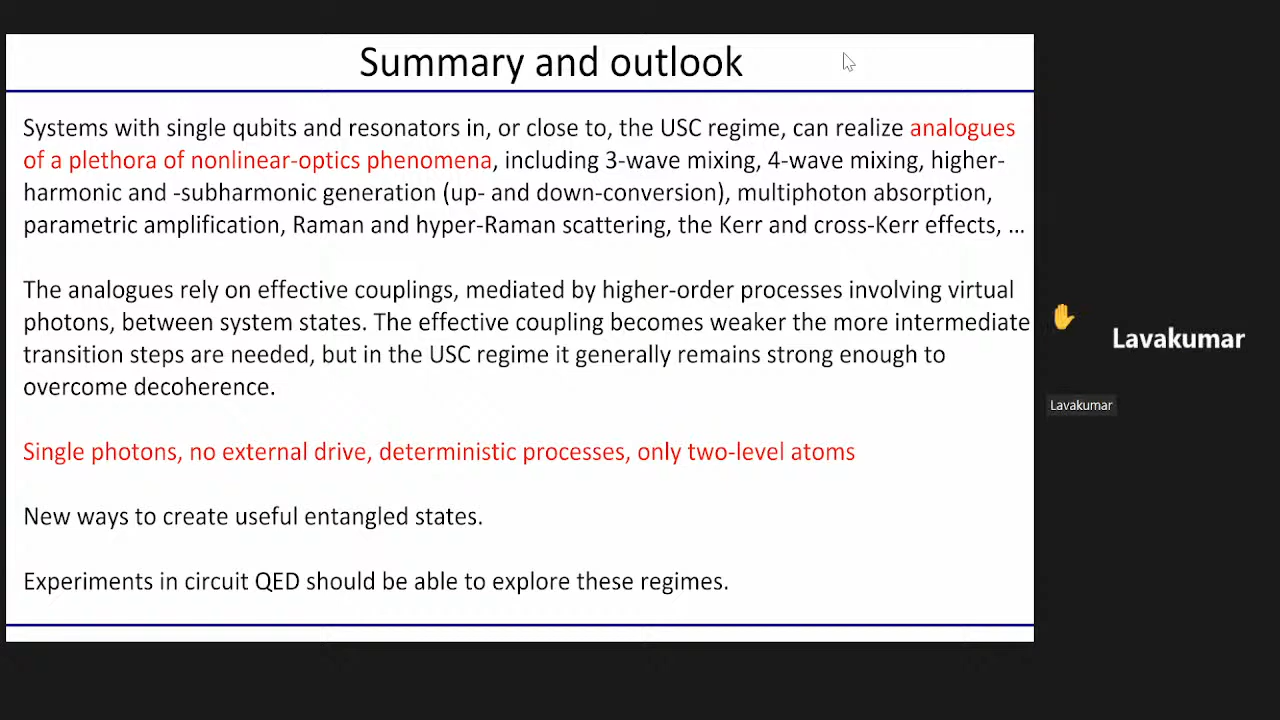 Summary and outlook
Systems with single qubits and resonators in, or close to, the USC regime, can realize analogues
of a plethora of nonlinear-optics phenomena, including 3-wave mixing, 4-wave mixing, higher-
harmonic and -subharmonic generation (up- and down-conversion), multiphoton absorption,
parametric amplification, Raman and hyper-Raman scattering, the Kerr and cross-Kerr effects, ...
The analogues rely on effective couplings, mediated by higher-order processes involving virtual
photons, between system states. The effective coupling becomes weaker the more intermediate
transition steps are needed, but in the USC regime it generally remains strong enough to
overcome decoherence.
Single photons, no external drive, deterministic processes, only two-level atoms
New ways to create useful entangled states.
Experiments in circuit QED should be able to explore these regimes.
Lavakumar
Lavakumar